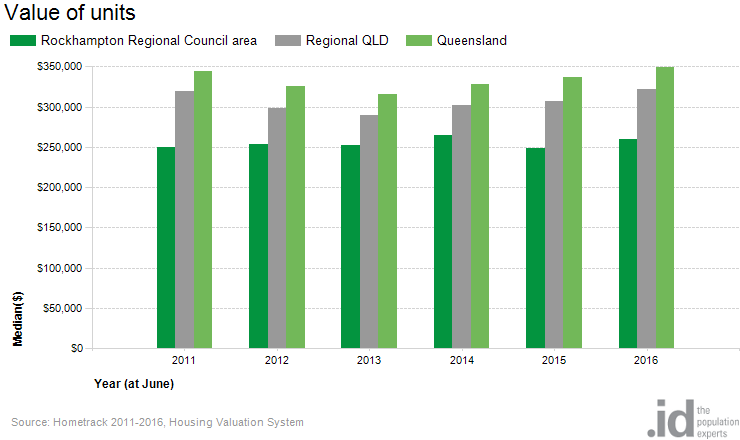 Value of units
Rockhampton Regional Council area Regional QLD Queensland
$350,000
$300,000
$250,000
$200,000
$150,000
$100,000
$50,000
$0
Median($)
2011 2012 2013 2014 2015 2016
Year (at June)
Source: Hometrack 2011-2016, Housing Valuation System
.id the
population
experts